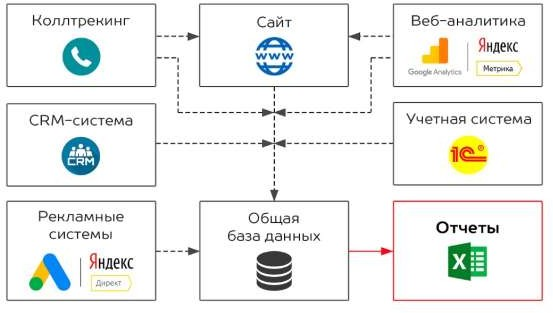 Коллтрекинг
Сайт
WWW
Веб-аналитика
Google Analytics
Яндекс
Метрика
CRM-система
CRM
Учетная система
1С®
Рекламные
системы
Яндекс
Директ
Общая
база данных
Отчеты
X